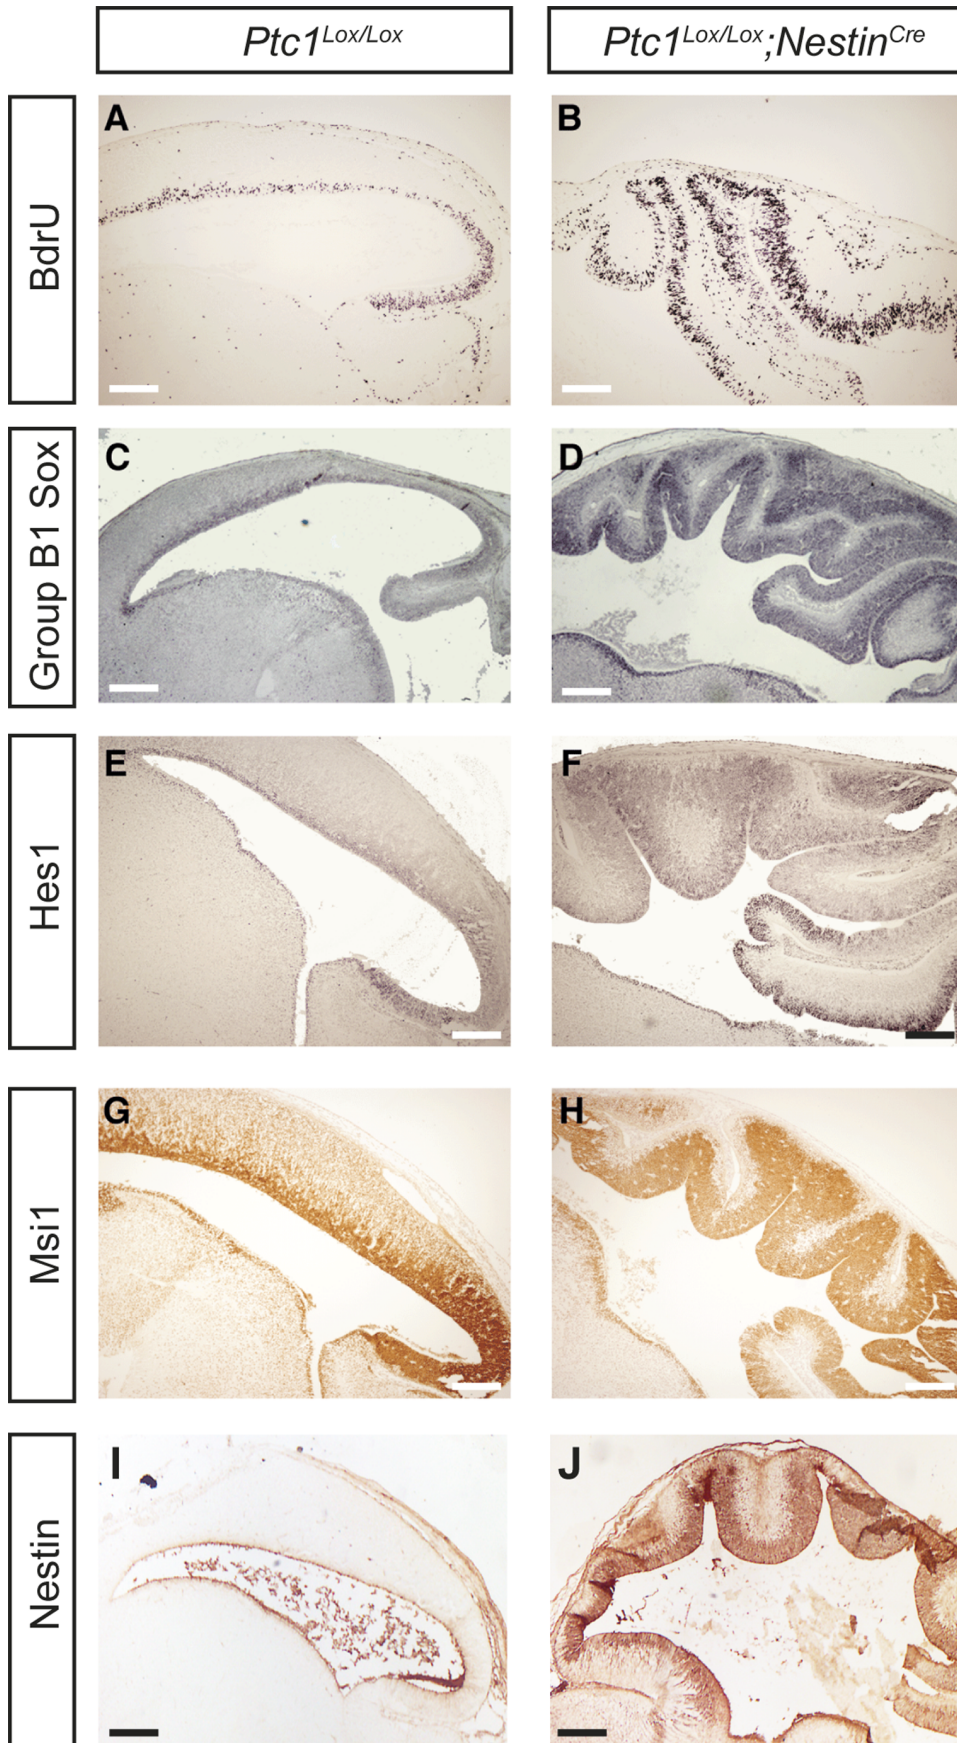 Ptc1Lox/Lox
Ptc1Lox/Lox;NestinCre
BdrU
A
B
Group B1 Sox
C
D
Hes1
E
F
Msi1
G
H
Nestin
I
J